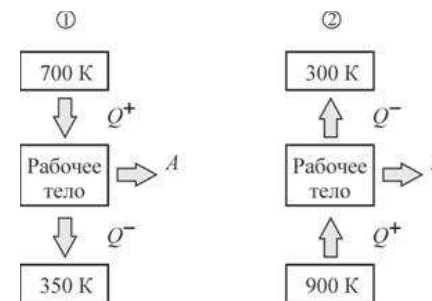 ①
②
700 К
300 К
Q+
Q−
Рабочее
тело
A
Рабочее
тело
Q−
Q+
350 К
900 К